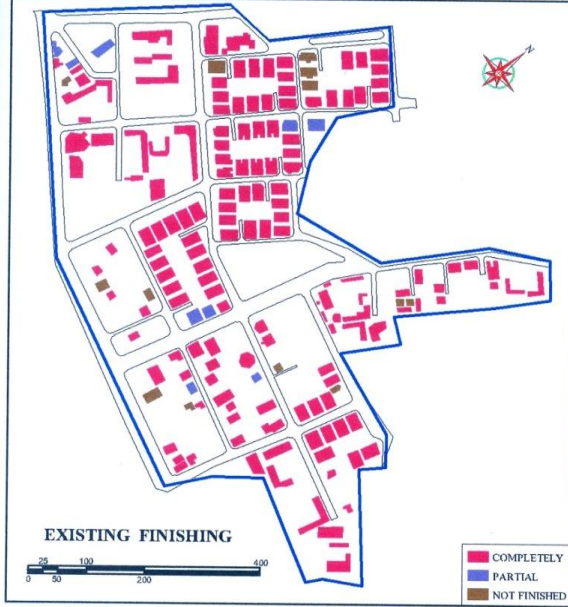 N
EXISTING FINISHING
25 100 400
0 50 200
COMPLETELY
PARTIAL
NOT FINISHED